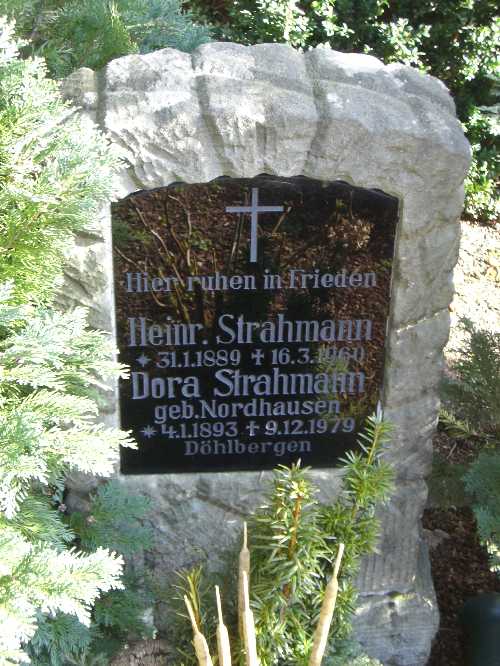 Hier ruhen in Frieden
Heinr. Strahmann
* 31.1.1889 ✝ 16.3.1960
Dora Strahmann
geb. Nordhausen
* 4.1.1893 ✝ 9.12.1979
Döhlbergen